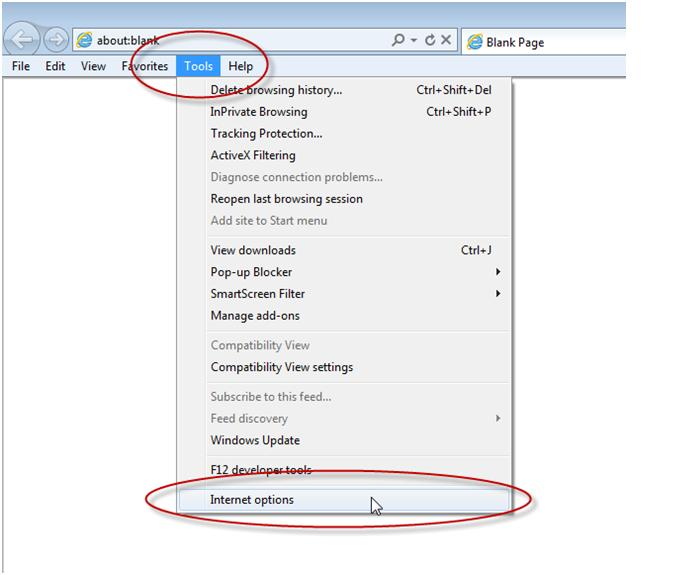 about:blank
Blank Page
File Edit View Favorites Tools Help
Delete browsing history... Ctrl+Shift+Del
InPrivate Browsing Ctrl+Shift+P
Tracking Protection...
ActiveX Filtering
Diagnose connection problems...
Reopen last browsing session
Add site to Start menu
View downloads Ctrl+J
Pop-up Blocker
SmartScreen Filter
Manage add-ons
Compatibility View
Compatibility View settings
Subscribe to this feed...
Feed discovery
Windows Update
F12 developer tools
Internet options